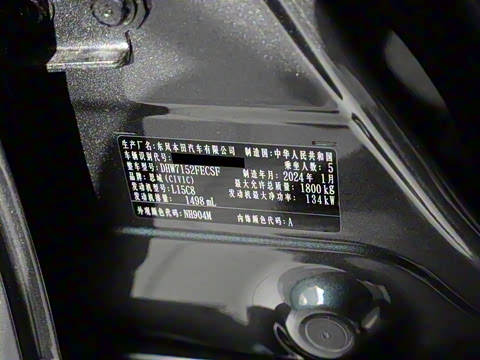 生产厂名:东风本田汽车有限公司 制造国:中华人民共和国
车辆识别代号: 乘坐人数:5
整车型号:DHW7152FECSF 制造年月:2024年 1月
品牌:思域(CIVIC) 最大允许总质量:1800kg
发动机型号:L15C8 发动机最大净功率:134kW
发动机排量: 1498 mL
外观颜色代码:NH904M 内饰颜色代码:A